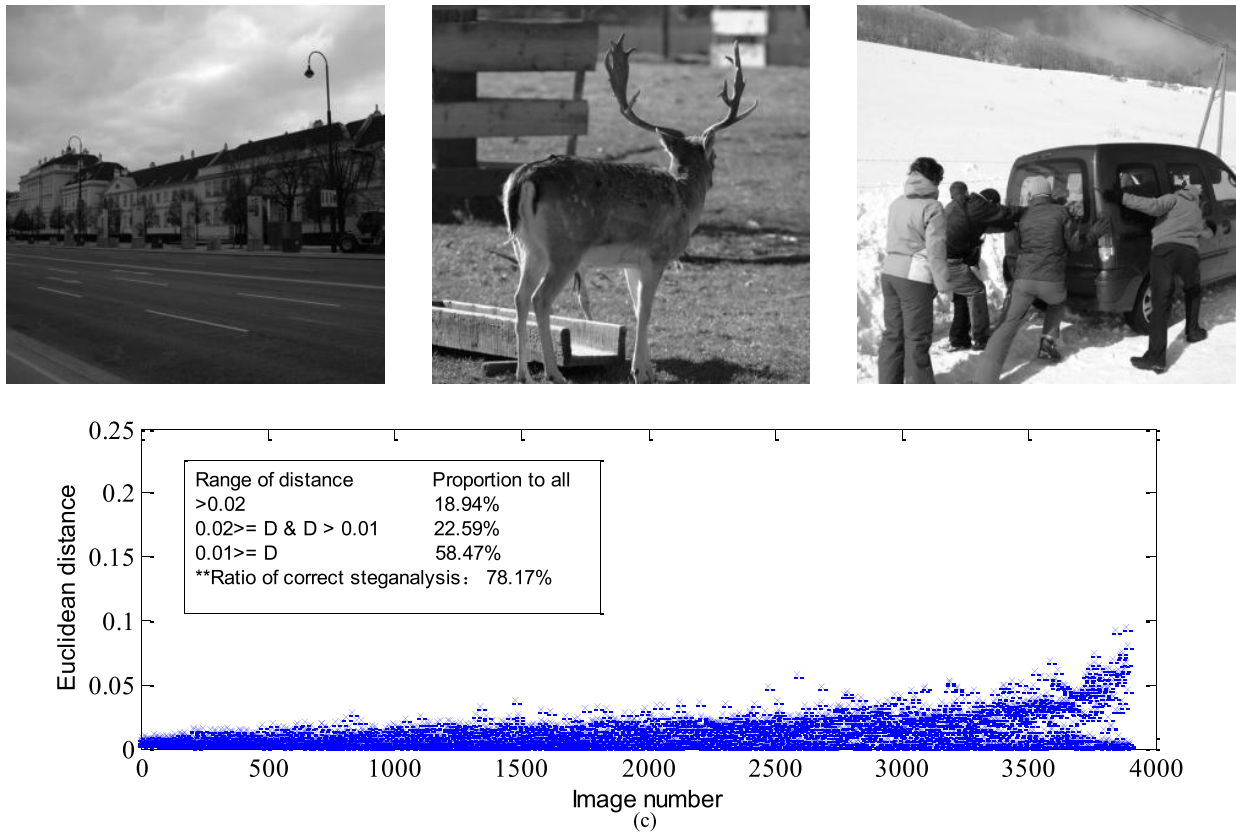 0.25
0.2
0.15
0.1
0.05
0
Euclidean distance
Range of distance Proportion to all
>0.02 18.94%
0.02>= D & D > 0.01 22.59%
0.01>= D 58.47%
**Ratio of correct steganalysis： 78.17%
0 500 1000 1500 2000 2500 3000 3500 4000
Image number
(c)